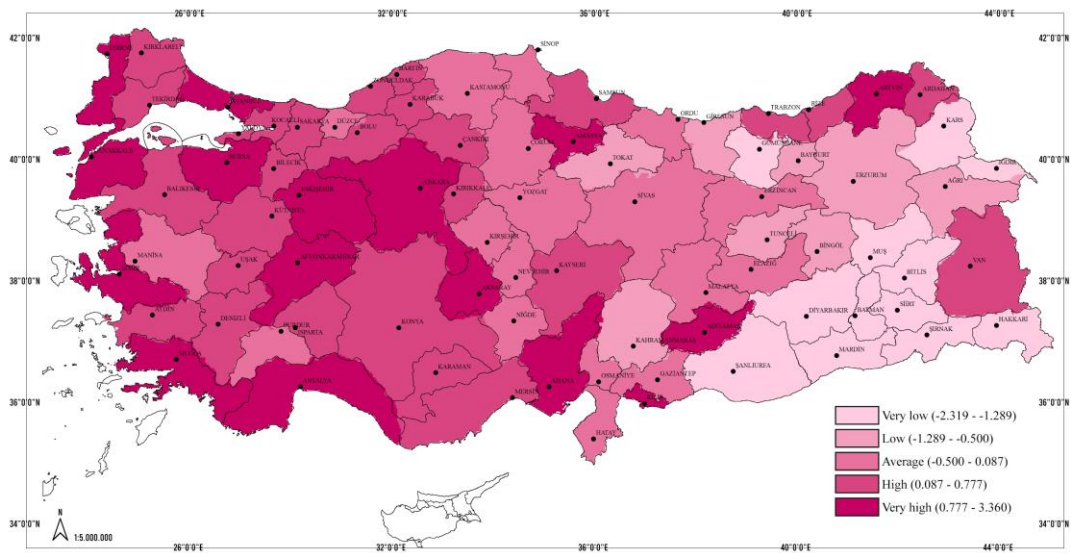 26°0'0"E 32°0'0"E 36°0'0"E 40°0'0"E 44°0'0"E
42°0'0"N 42°0'0"N
SİNOP
KIRKLARELİ
BARTIN
ZONGULDAK
KASTAMONU
KARABÜK
SAMSUN
ARTVİN
ARDAHAN
TEKİRDAĞ
İSTANBUL
KOCAELİ
SAKARYA
DÜZCE
BOLU
ORDU
GİRESUN
TRABZON
RİZE
KARS
ÇANKIRI
ÇORUM
AMASYA
TOKAT
GÜMÜŞHANE
BAYBURT
40°0'0"N 40°0'0"N
ÇANAKKALE
BURSA
BİLECİK
IĞDIR
BALIKESİR
ESKİŞEHİR
ANKARA
KIRIKKALE
YOZGAT
SİVAS
ERZİNCAN
ERZURUM
AĞRI
KÜTAHYA
MANİSA
UŞAK
AFYONKARAHİSAR
KIRŞEHİR
NEVŞEHİR
KAYSERİ
TUNCELİ
BİNGÖL
MUŞ
ELAZIĞ
BİTLİS
VAN
38°0'0"N 38°0'0"N
AKSARAY
MALATYA
AYDIN
DENİZLİ
BURDUR
ISPARTA
KONYA
NİĞDE
KAHRAMANMARAŞ
ADIYAMAN
DİYARBAKIR
BATMAN
SİİRT
ŞIRNAK
HAKKARİ
MUĞLA
ANTALYA
KARAMAN
MERSİN
ADANA
OSMANİYE
GAZİANTEP
ŞANLIURFA
MARDİN
36°0'0"N 36°0'0"N
HATAY
Very low (-2.319 - -1.289)
Low (-1.289 - -0.500)
Average (-0.500 - 0.087)
High (0.087 - 0.777)
Very high (0.777 - 3.360)
N
1:5.000.000
34°0'0"N 34°0'0"N
26°0'0"E 32°0'0"E 36°0'0"E 40°0'0"E 44°0'0"E